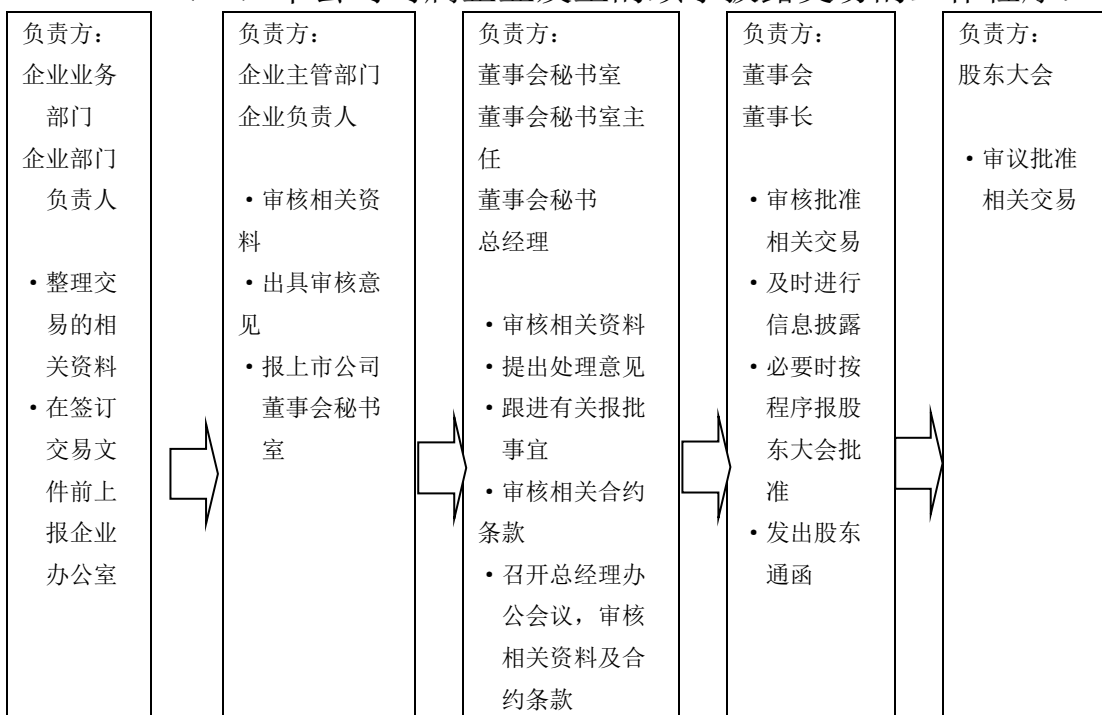 负责方：
企业业务
部门
企业部门
负责人
·整理交
易的相
关资料
·在签订
交易文
件前上
报企业
办公室
负责方：
企业主管部门
企业负责人
·审核相关资
料
·出具审核意
见
·报上市公司
董事会秘书
室
负责方：
董事会秘书室
董事会秘书室主
任
董事会秘书
总经理
·审核相关资料
·提出处理意见
·跟进有关报批
事宜
·审核相关合约
条款
·召开总经理办
公会议，审核
相关资料及合
约条款
负责方：
董事会
董事长
·审核批准
相关交易
·及时进行
信息披露
·必要时按
程序报股
东大会批
准
·发出股东
通函
负责方：
股东大会
·审议批准
相关交易